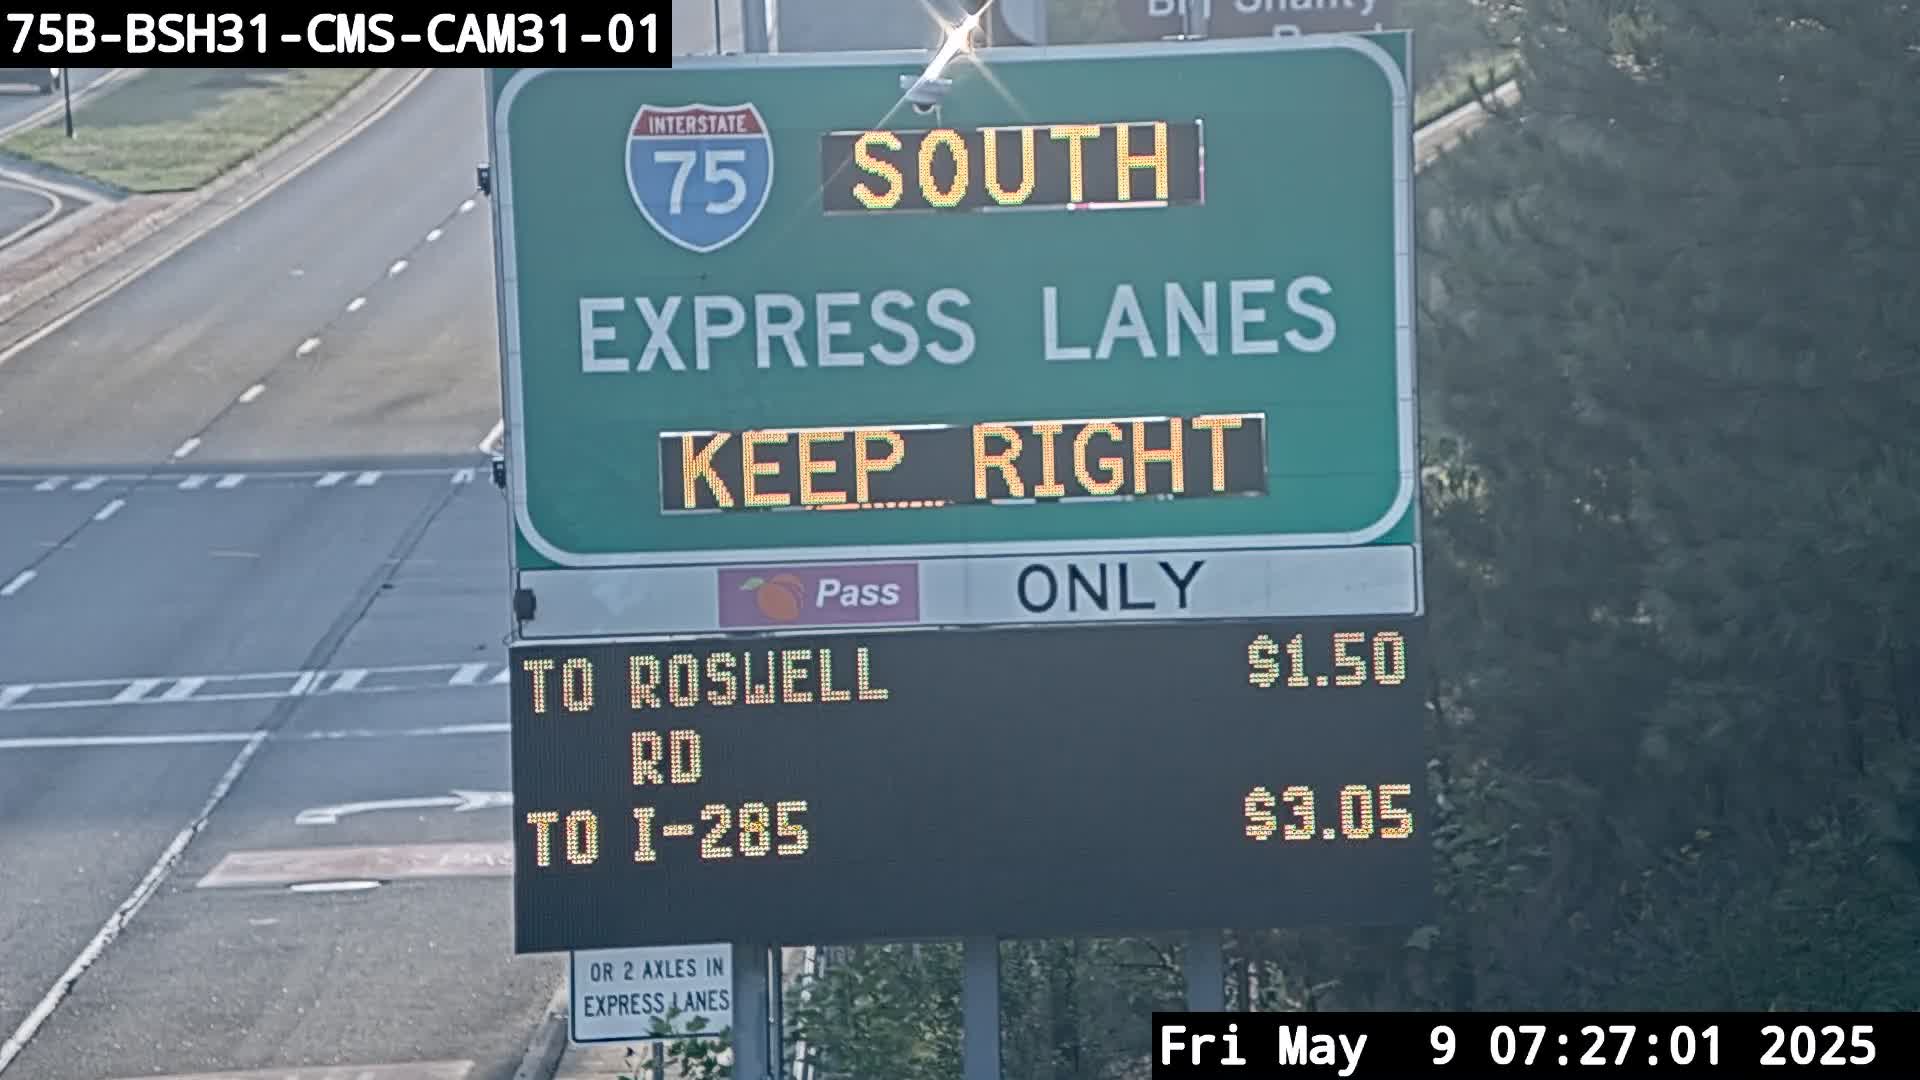 75B-BSH31-CMS-CAM31-01
INTERSTATE
75
SOUTH
EXPRESS LANES
KEEP RIGHT
Pass
ONLY
TO ROSWELL $1.50
RD
TO I-285 $3.05
OR 2 AXLES IN
EXPRESS LANES
Fri May 9 07:27:01 2025